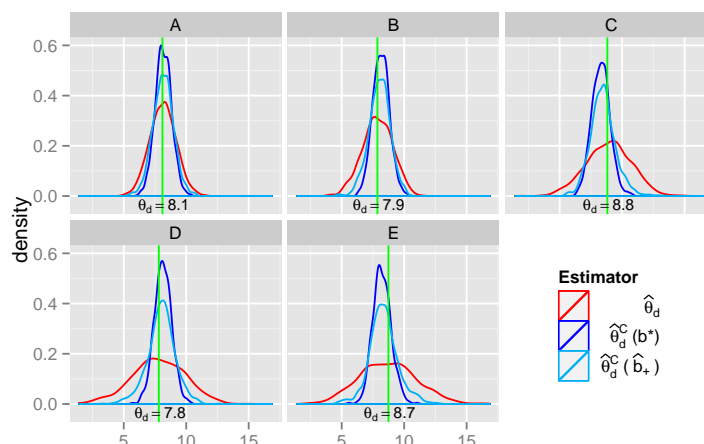 A
B
C
0.6
0.4
0.2
0.0
θd = 8.1
θd = 7.9
θd = 8.8
density
D
E
0.6
0.4
0.2
0.0
θd = 7.8
θd = 8.7
5 10 15
5 10 15
Estimator
θ̂d
θ̂dC (b*)
θ̂dC ( b̂+ )